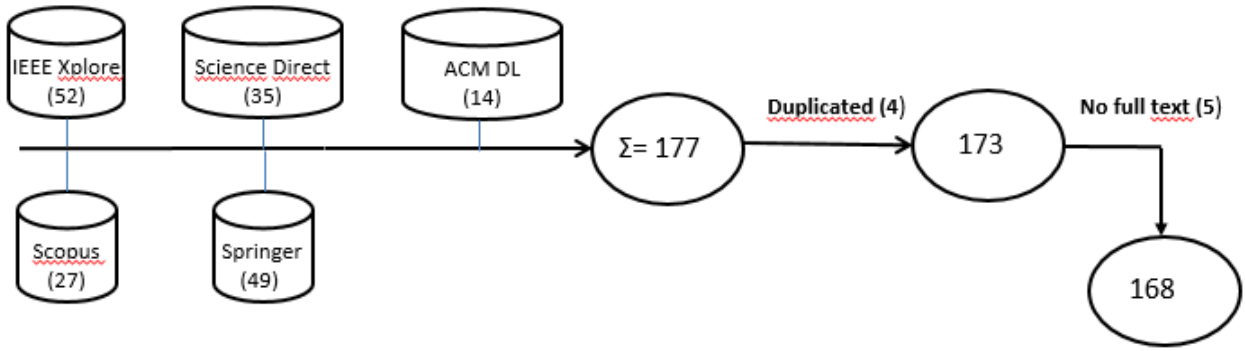 IEEE Xplore
(52)
Science Direct
(35)
ACM DL
(14)
Scopus
(27)
Springer
(49)
Σ= 177
Duplicated (4)
173
No full text (5)
168